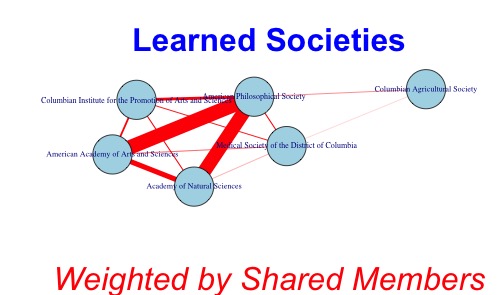 Learned Societies
Columbian Agricultural Society
American Philosophical Society
Columbian Institute for the Promotion of Arts and Sciences
Medical Society of the District of Columbia
American Academy of Arts and Sciences
Academy of Natural Sciences
Weighted by Shared Members